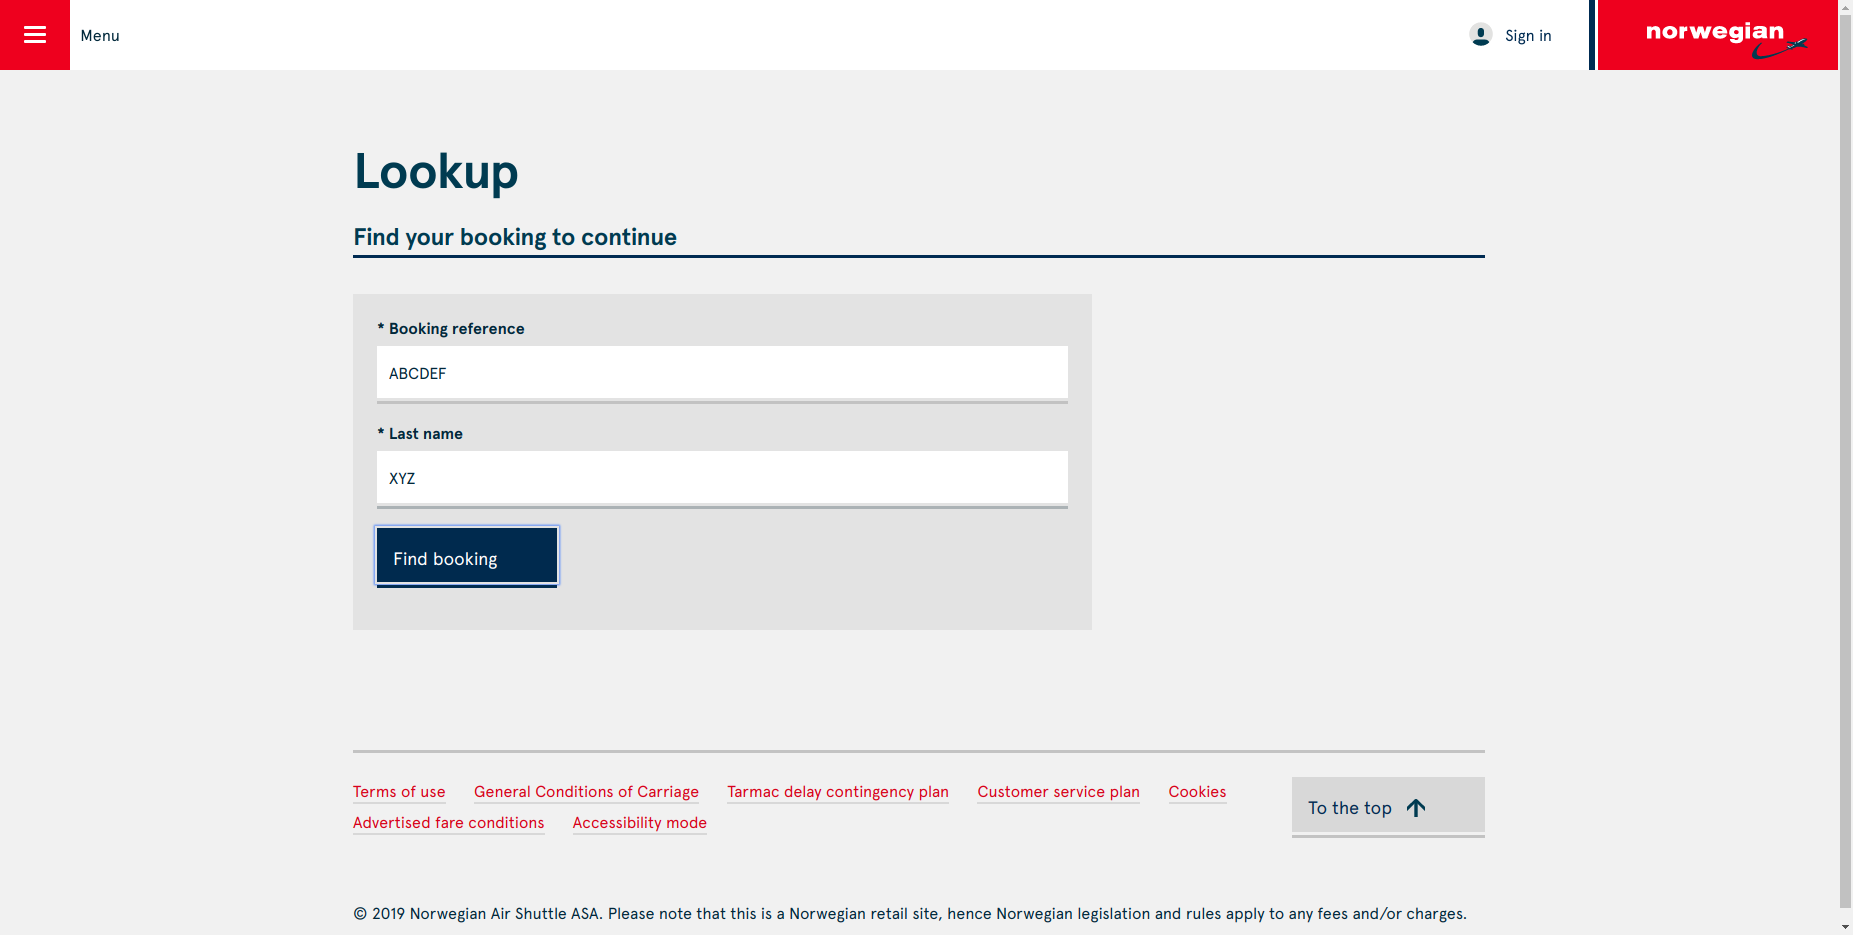 Menu
Sign in
norwegian
Lookup
Find your booking to continue
* Booking reference
ABCDEF
* Last name
XYZ
Find booking
Terms of use General Conditions of Carriage Tarmac delay contingency plan Customer service plan Cookies
Advertised fare conditions Accessibility mode
To the top
© 2019 Norwegian Air Shuttle ASA. Please note that this is a Norwegian retail site, hence Norwegian legislation and rules apply to any fees and/or charges.